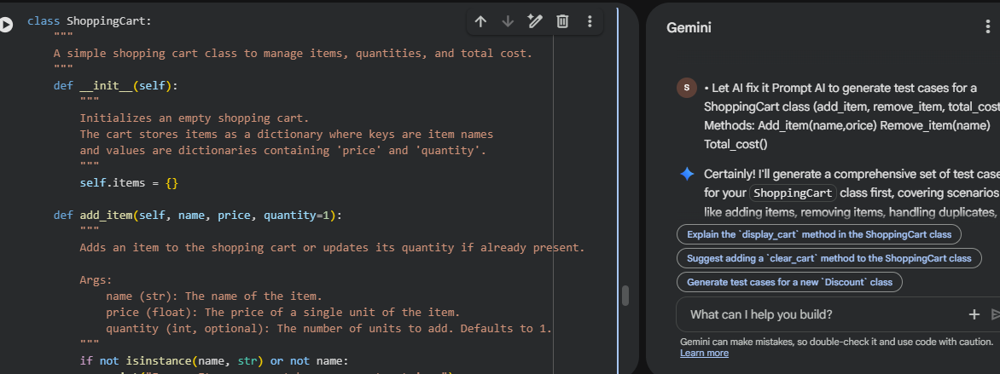 class ShoppingCart:
"""
A simple shopping cart class to manage items, quantities, and total cost.
"""
def __init__(self):
"""
Initializes an empty shopping cart.
The cart stores items as a dictionary where keys are item names
and values are dictionaries containing 'price' and 'quantity'.
"""
self.items = {}
def add_item(self, name, price, quantity=1):
"""
Adds an item to the shopping cart or updates its quantity if already present.
Args:
name (str): The name of the item.
price (float): The price of a single unit of the item.
quantity (int, optional): The number of units to add. Defaults to 1.
"""
if not isinstance(name, str) or not name:
Gemini
S
• Let AI fix it Prompt AI to generate test cases for a
ShoppingCart class (add_item, remove_item, total_cost
Methods: Add_item(name,orice) Remove_item(name)
Total_cost()
Certainly! I'll generate a comprehensive set of test case
for your ShoppingCart class first, covering scenarios
like adding items, removing items, handling duplicates,
Explain the `display_cart` method in the ShoppingCart class
Suggest adding a `clear_cart` method to the ShoppingCart class
Generate test cases for a new `Discount` class
What can I help you build?
Gemini can make mistakes, so double-check it and use code with caution.
Learn more